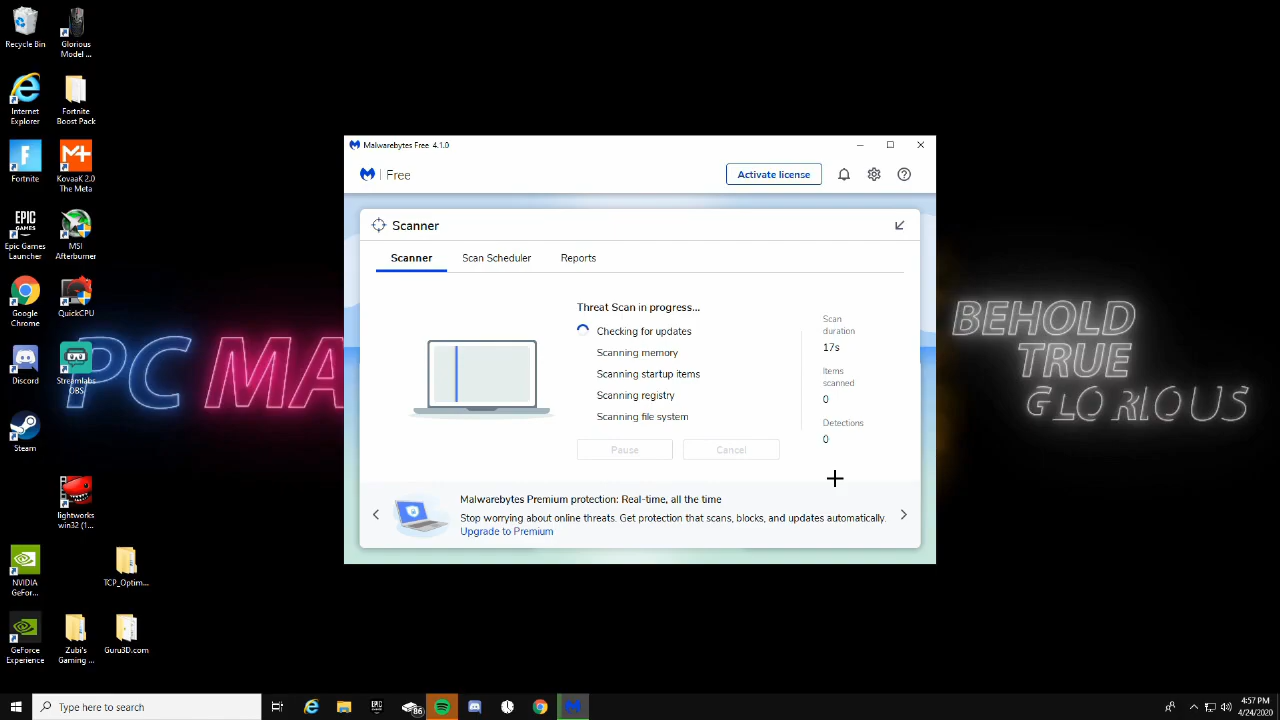 Recycle Bin
Glorious
Model ...
Internet
Explorer
Fortnite
Boost Pack
Fortnite
KovaaK 2.0
The Meta
EPIC
GAMES
Epic Games
Launcher
MSI
Afterburner
Google
Chrome
QuickCPU
Discord
Streamlabs
OBS
Steam
lightworks
win32 (1...
NVIDIA
GeFor...
TCP_Optim...
GeForce
Experience
Zubi's
Gaming ...
Guru3D.com
PC MA
BEHOLD
TRUE
GLORIOUS
Malwarebytes Free 4.1.0
Free
Activate license
Scanner
Scanner
Scan Scheduler
Reports
Threat Scan in progress...
Checking for updates
Scanning memory
Scanning startup items
Scanning registry
Scanning file system
Pause
Cancel
Scan
duration
17s
Items
scanned
0
Detections
0
Malwarebytes Premium protection: Real-time, all the time
Stop worrying about online threats. Get protection that scans, blocks, and updates automatically.
Upgrade to Premium
Type here to search
86
4:57 PM
4/24/2020